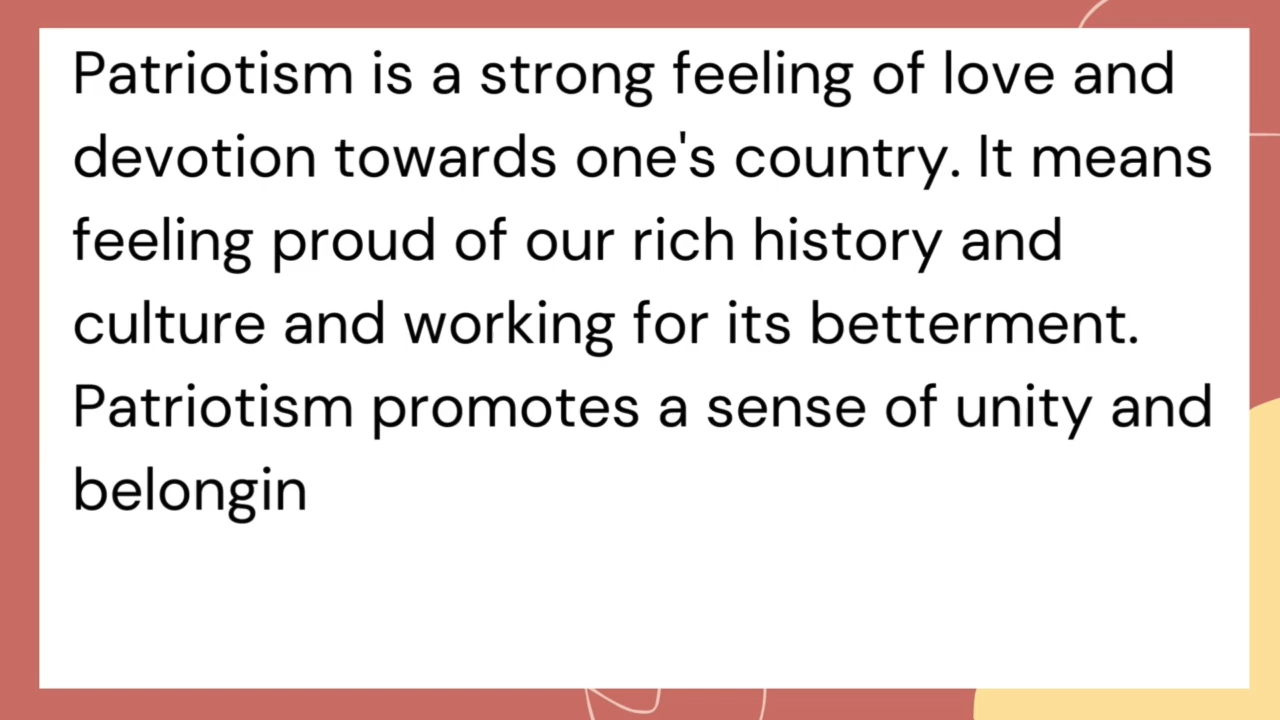 Patriotism is a strong feeling of love and
devotion towards one's country. It means
feeling proud of our rich history and
culture and working for its betterment.
Patriotism promotes a sense of unity and
belongin